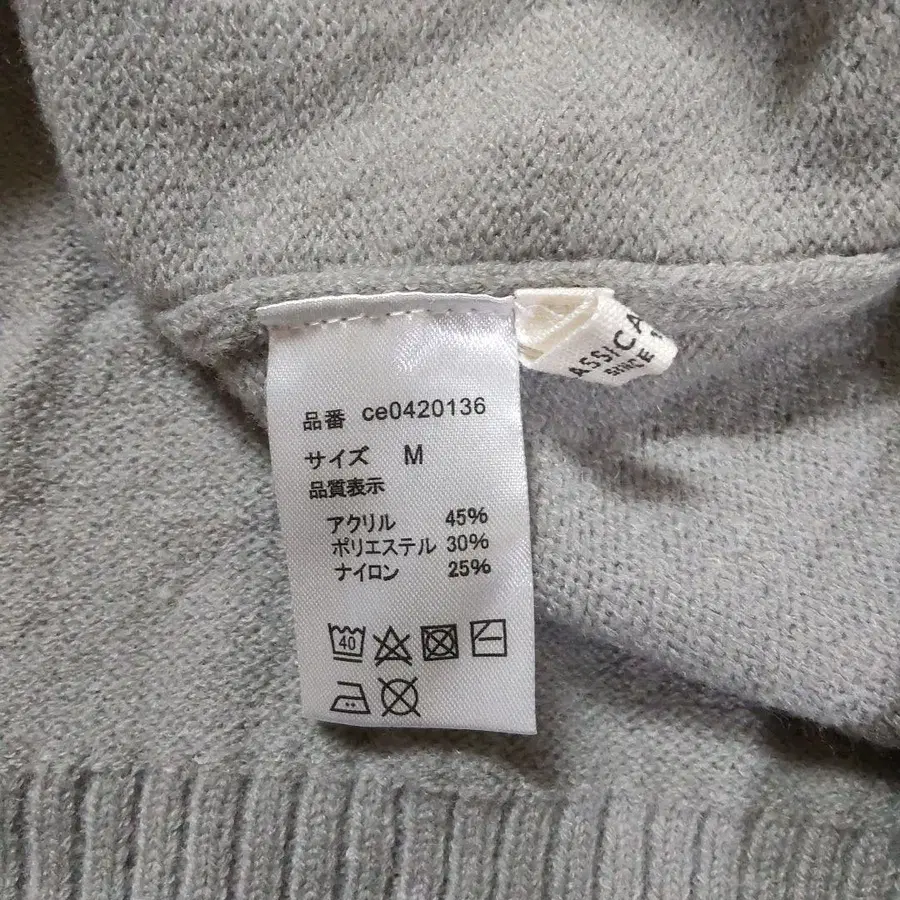 品番 ce0420136
サイズ M
品質表示
アクリル 45%
ポリエステル 30%
ナイロン 25%
40
ASSICA
SINCE